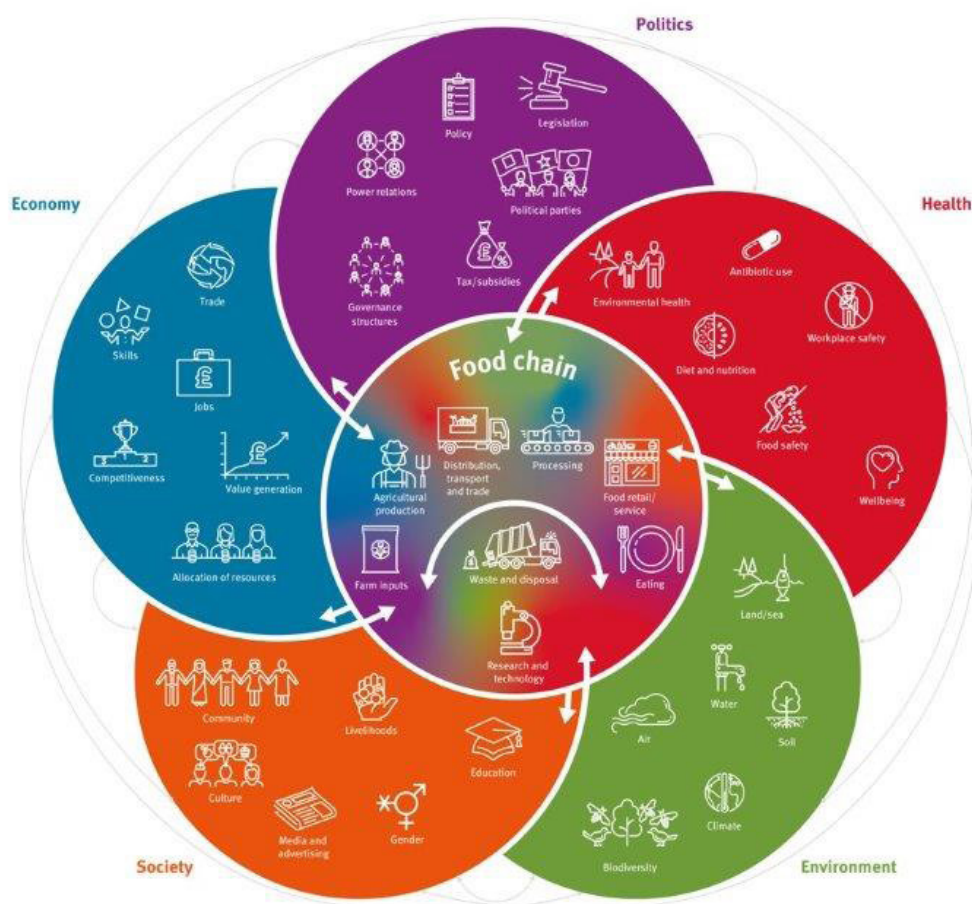 Politics
Policy
Legislation
Power relations
Political parties
Governance
structures
£
%
Tax/subsidies
Economy
Trade
Skills
£
Jobs
3
2
Competitiveness
£
Value generation
Allocation of resources
Health
Environmental health
Antibiotic use
Workplace safety
Diet and nutrition
Food safety
Wellbeing
Food chain
Agricultural
production
Distribution,
transport
and trade
Processing
Food retail/
service
Farm inputs
Waste and disposal
Eating
Research and
technology
Community
Livelihoods
Education
Culture
Media and
advertising
Gender
Society
Land/sea
Water
Air
Soil
Climate
Biodiversity
Environment